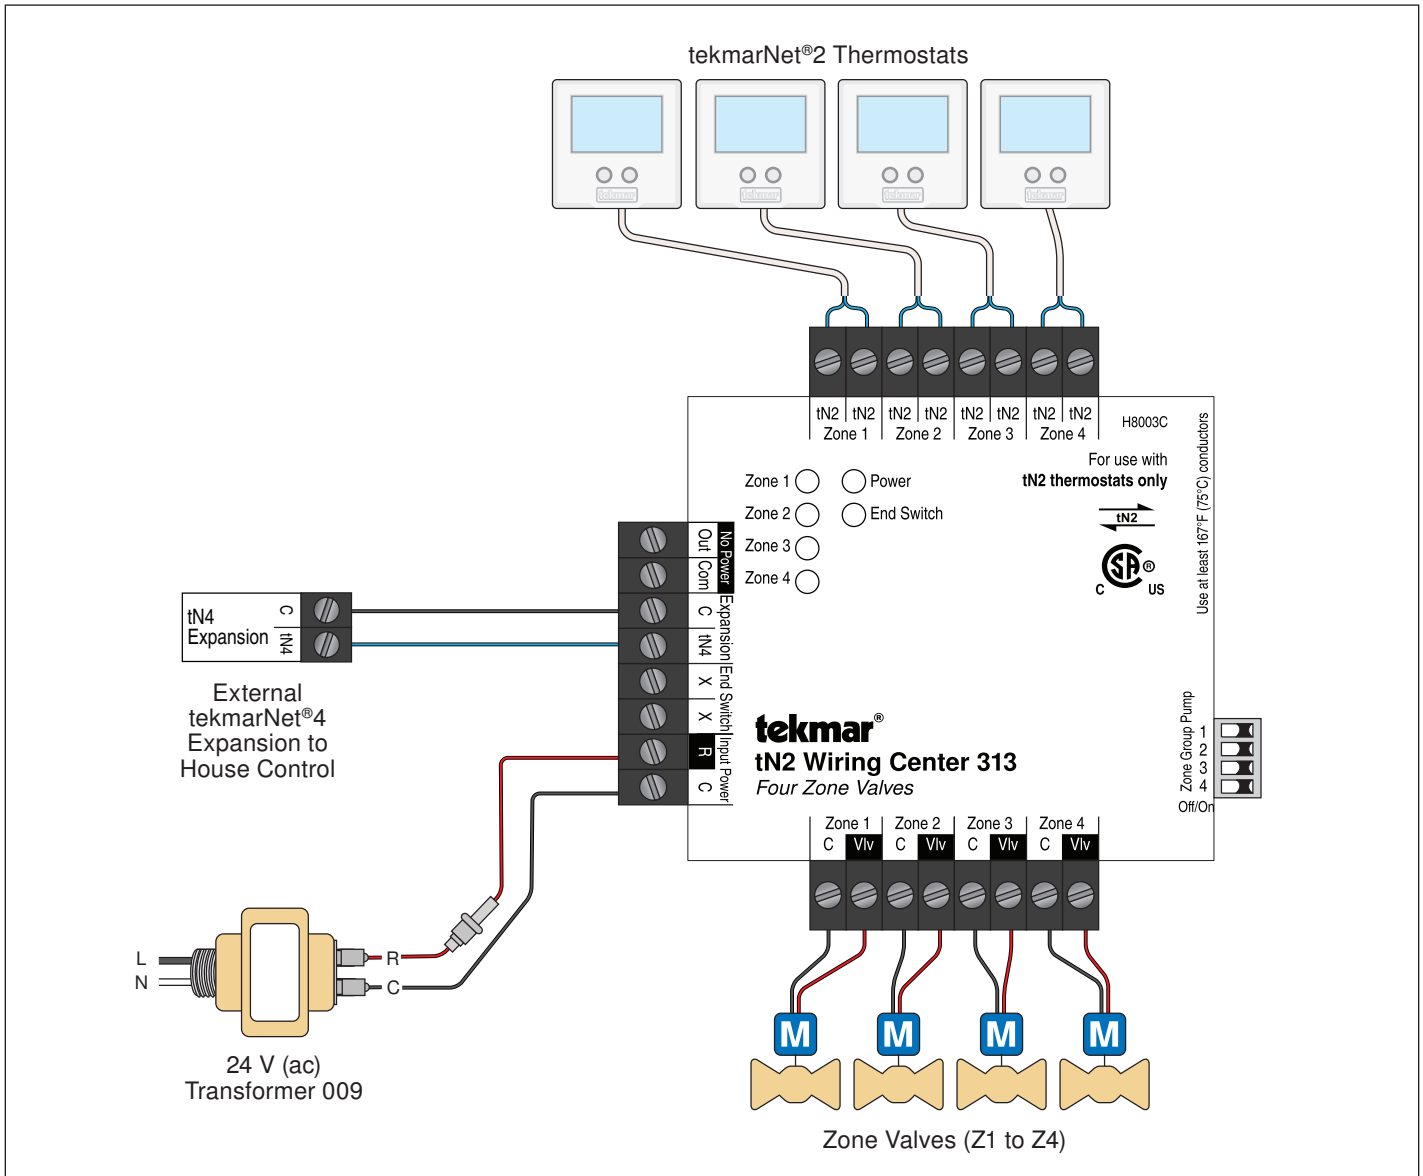 tekmarNet®2 Thermostats
tekmar tekmar tekmar tekmar
tN2 tN2 tN2 tN2 tN2 tN2 tN2 tN2
Zone 1 Zone 2 Zone 3 Zone 4
H8003C
For use with
tN2 thermostats only
tN2
CSA®
C US
Use at least 167°F (75°C) conductors
Zone 1
Zone 2
Zone 3
Zone 4
Power
End Switch
Out
Com
No Power
C
tN4
Expansion
X
X
End Switch
R
C
Input Power
tN4
Expansion
C
tN4
External
tekmarNet®4
Expansion to
House Control
tekmar®
tN2 Wiring Center 313
Four Zone Valves
Zone Group Pump
1
2
3
4
Off/On
Zone 1 Zone 2 Zone 3 Zone 4
C Vlv C Vlv C Vlv C Vlv
L
N
R
C
24 V (ac)
Transformer 009
M M M M
Zone Valves (Z1 to Z4)